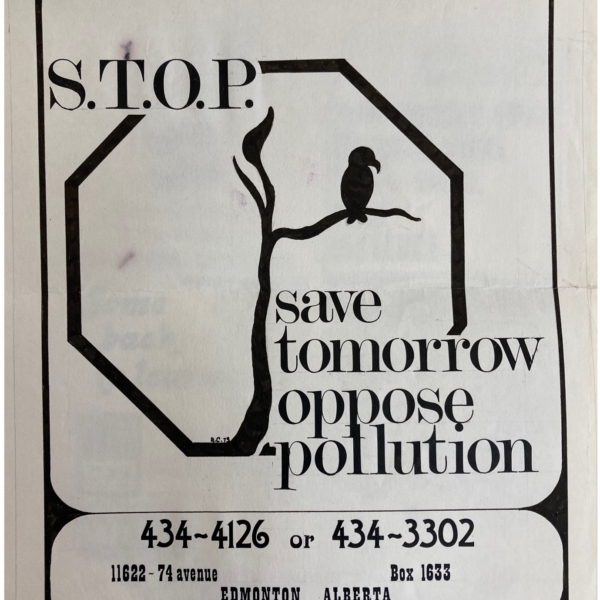 S.T.O.P.
save
tomorrow
oppose
pollution
434~4126 or 434~3302
11622-74 avenue Box 1633
EDMONTON ALBERTA